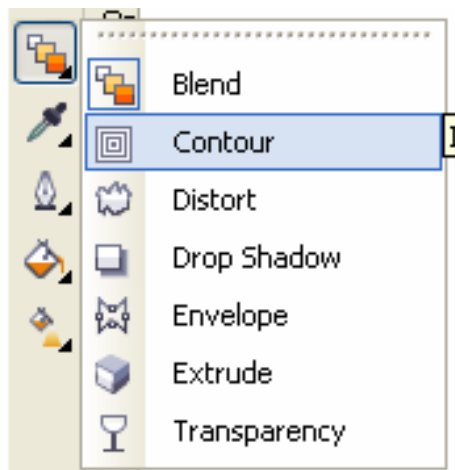 Blend
Contour
Distort
Drop Shadow
Envelope
Extrude
Transparency